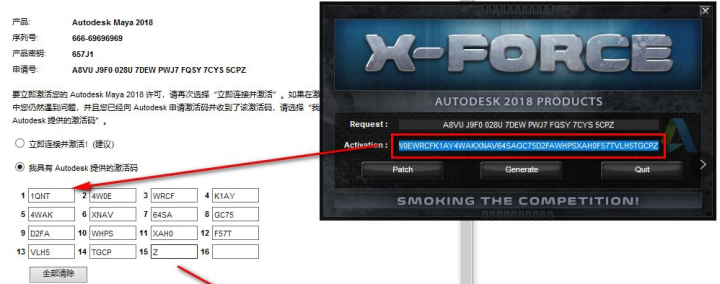 产品: Autodesk Maya 2018
序列号: 666-69696969
产品密钥: 657J1
申请号: A8VU J9F0 028U 7DEW PWJ7 FQSY 7CYS 5CPZ
要立即激活您的 Autodesk Maya 2018 许可，请再次选择 “立即连接并激活”。如果在激
中您仍然遇到问题，并且您已经向 Autodesk 申请激活码并收到了该激活码，请选择 “我
Autodesk 提供的激活码”。
立即连接并激活! (建议)
我具有 Autodesk 提供的激活码
1 1QNT 2 4W0E 3 WRCF 4 K1AY
5 4WAK 6 XNAV 7 64SA 8 GC75
9 D2FA 10 WHPS 11 XAH0 12 F57T
13 VLH5 14 TGCP 15 Z 16
全部清除
X-FORCE
AUTODESK 2018 PRODUCTS
Request : A8VU J9F0 028U 7DEW PWJ7 FQSY 7CYS 5CPZ
Activation : V0EWRCFK1AY4WAKXNAV64SAGC75D2FAWHPSXAH0F57TVLH5TGCPZ
Patch Generate Quit
SMOKING THE COMPETITION!